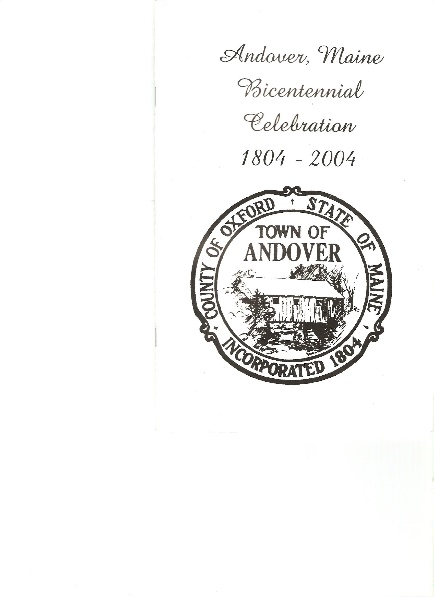 Andover, Maine
Bicentennial
Celebration
1804 - 2004
COUNTY OF OXFORD STATE OF MAINE
TOWN OF
ANDOVER
INCORPORATED 1804